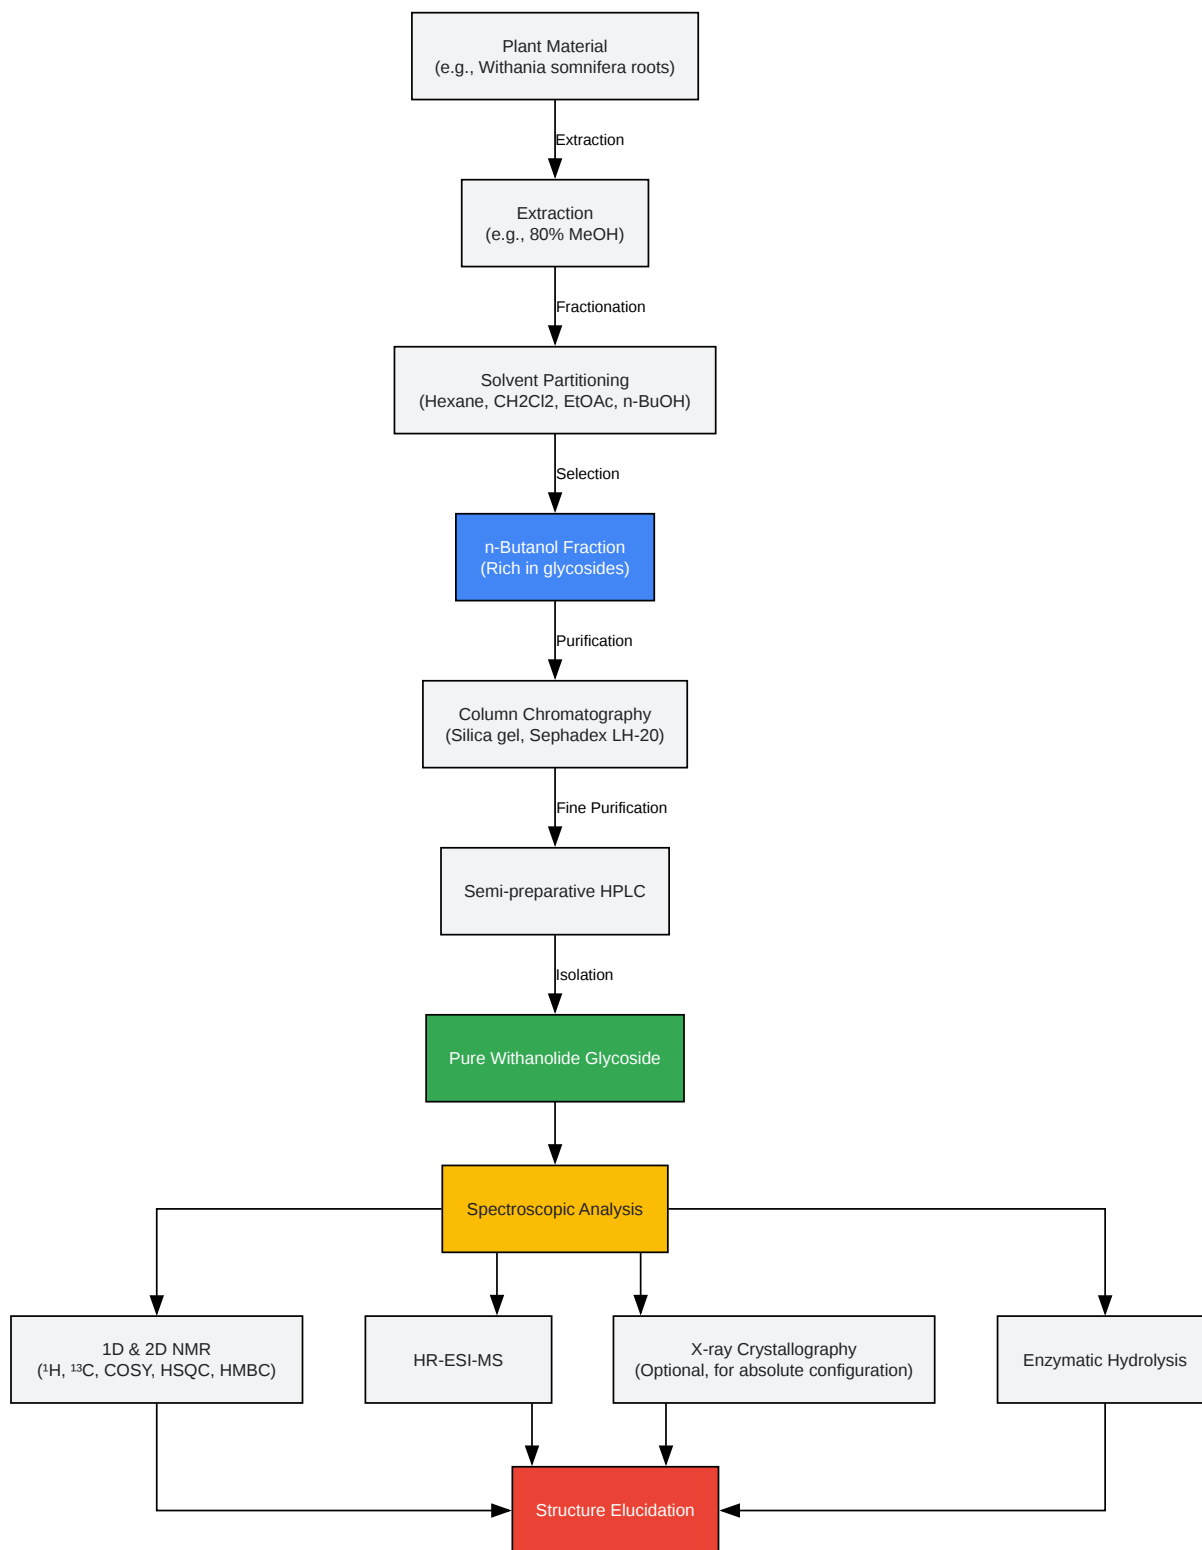 Plant Material
(e.g., Withania somnifera roots)
Extraction
Extraction
(e.g., 80% MeOH)
Fractionation
Solvent Partitioning
(Hexane, CH2Cl2, EtOAc, n-BuOH)
Selection
n-Butanol Fraction
(Rich in glycosides)
Purification
Column Chromatography
(Silica gel, Sephadex LH-20)
Fine Purification
Semi-preparative HPLC
Isolation
Pure Withanolide Glycoside
Spectroscopic Analysis
1D & 2D NMR
(¹H, ¹³C, COSY, HSQC, HMBC)
HR-ESI-MS
X-ray Crystallography
(Optional, for absolute configuration)
Enzymatic Hydrolysis
Structure Elucidation